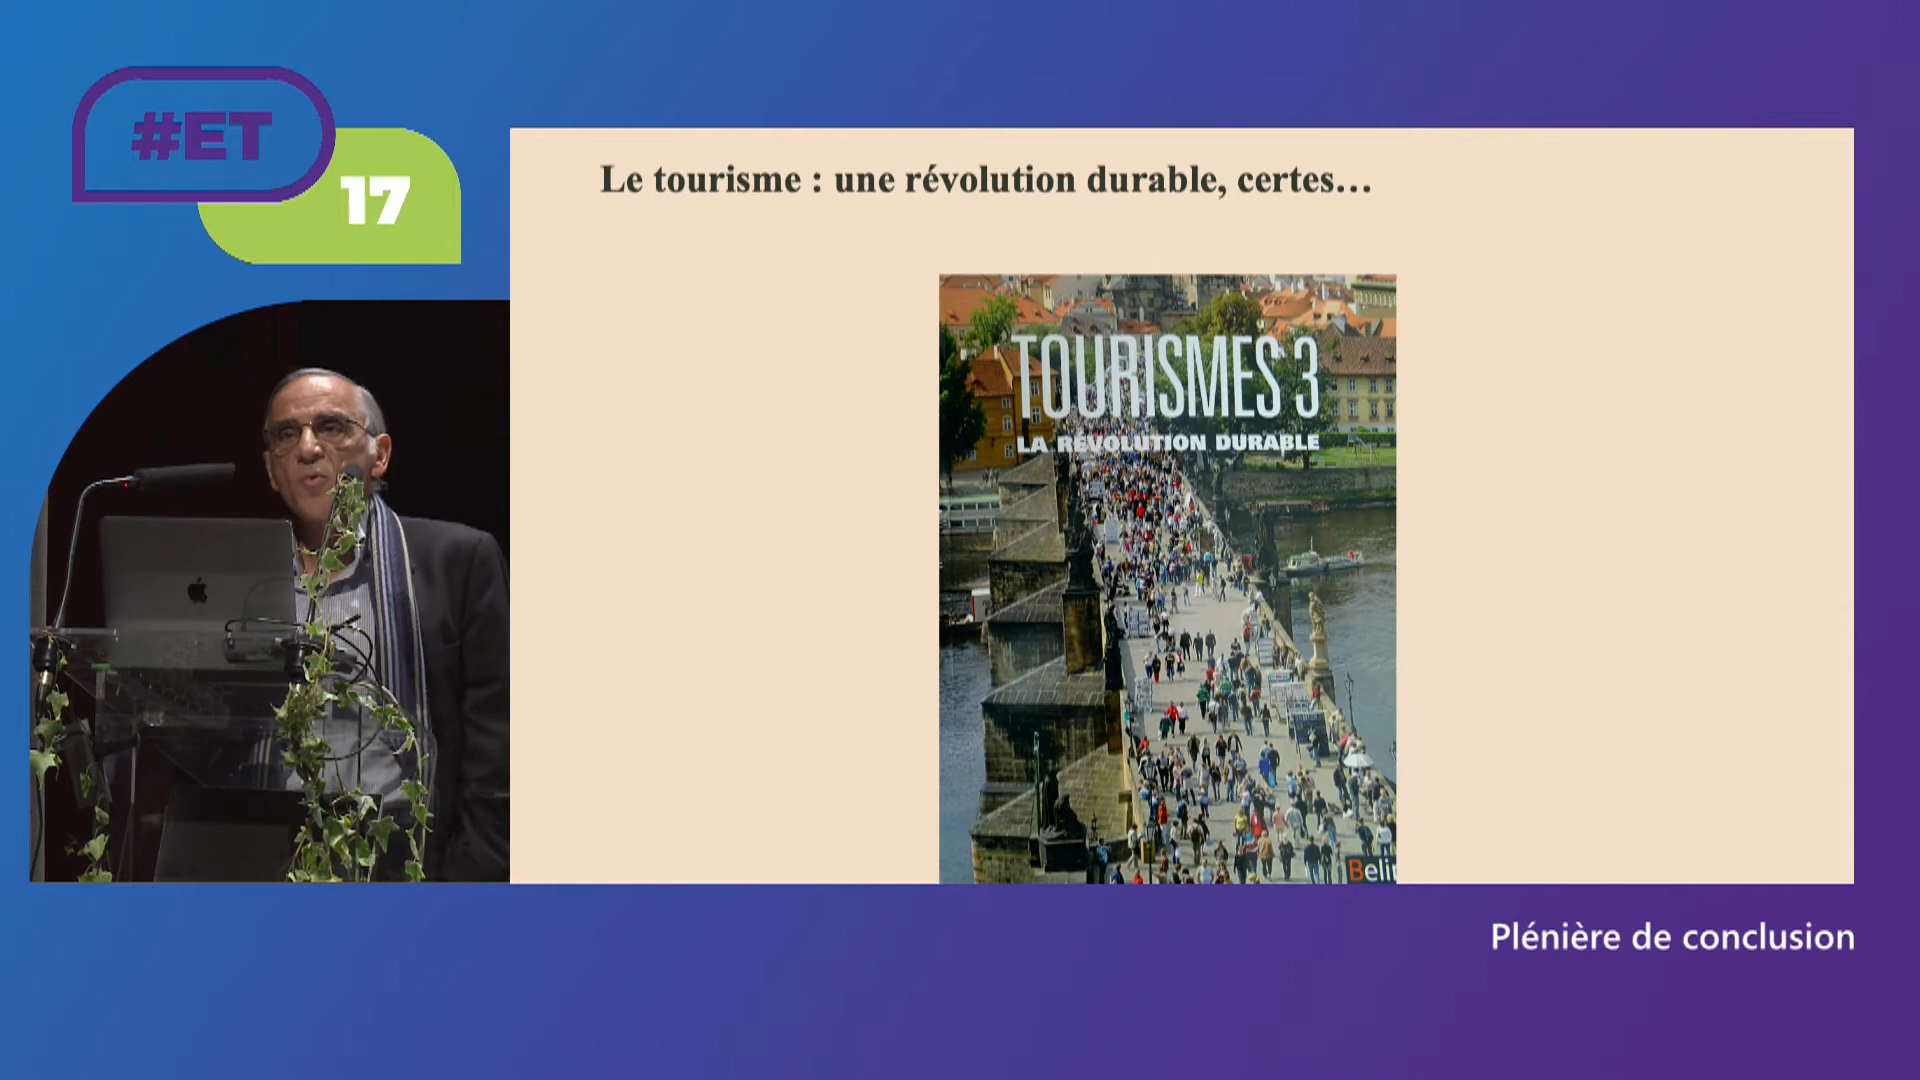 #ET
17
Le tourisme : une révolution durable, certes…
TOURISMES 3
LA RÉVOLUTION DURABLE
Plénière de conclusion